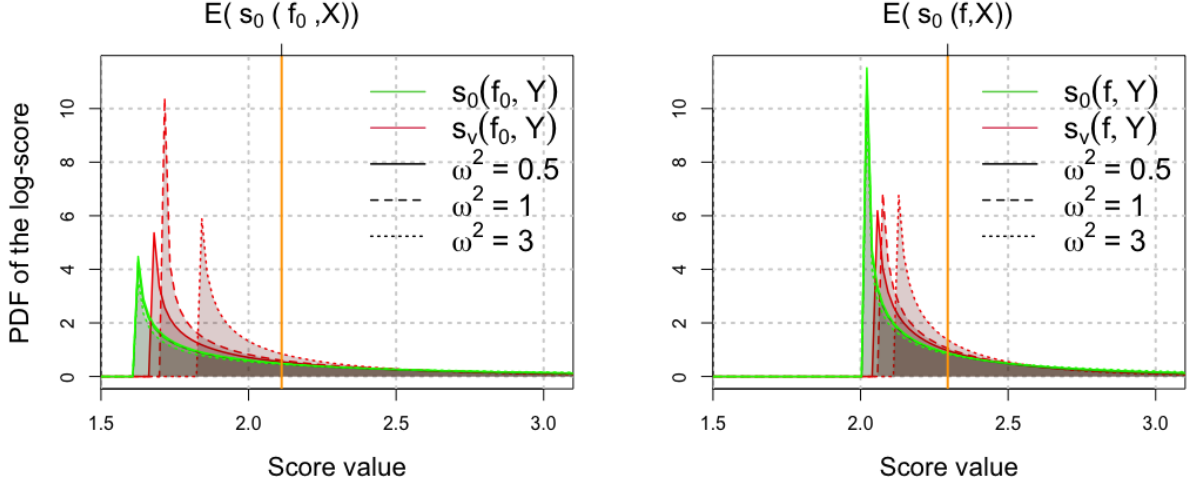 E( s₀ ( f₀ ,X))
PDF of the log-score
10
8
6
4
2
0
s₀(f₀, Y)
sᵥ(f₀, Y)
ω² = 0.5
ω² = 1
ω² = 3
1.5 2.0 2.5 3.0
Score value
E( s₀ (f,X))
10
8
6
4
2
0
s₀(f, Y)
sᵥ(f, Y)
ω² = 0.5
ω² = 1
ω² = 3
1.5 2.0 2.5 3.0
Score value